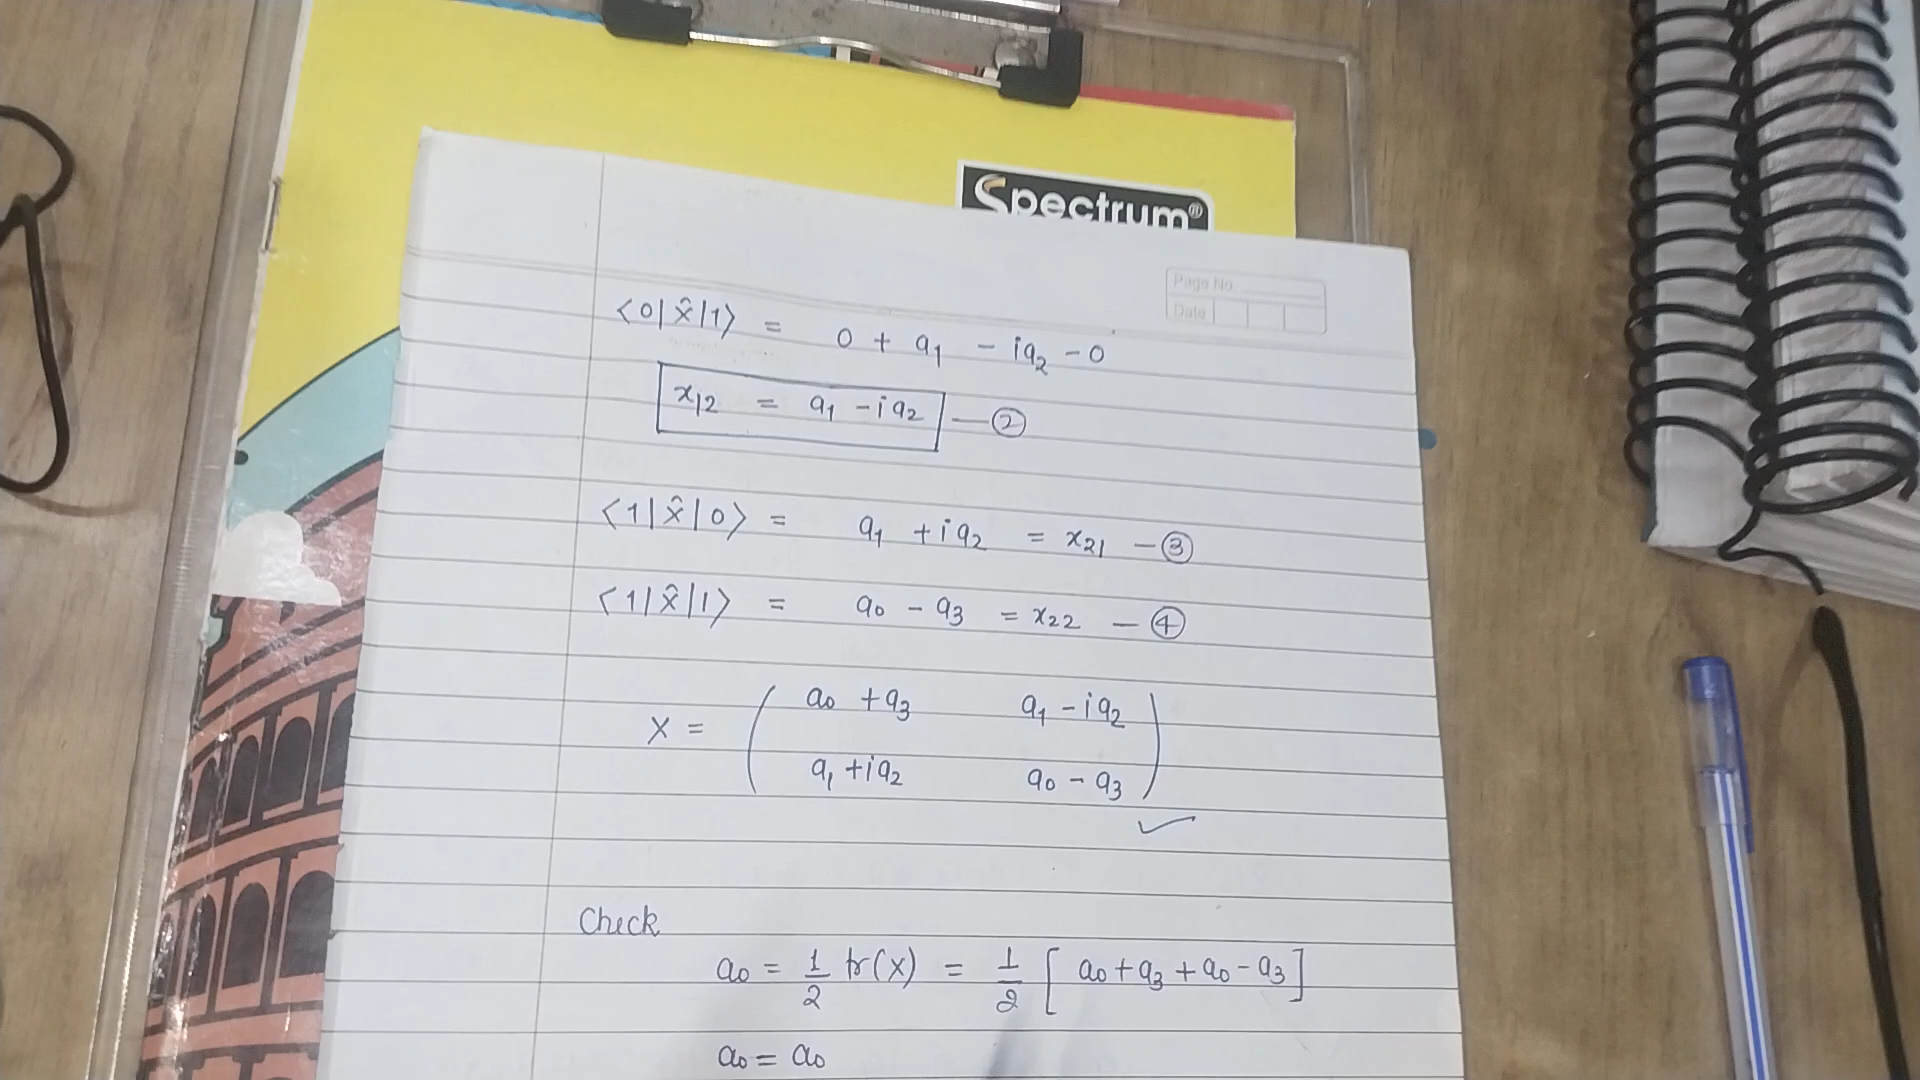 Spectrum®
Page No.
Date
<0|x̂|1> = 0 + a₁ - ia₂ - 0
x₁₂ = a₁ - ia₂ — ②
<1|x̂|0> = a₁ + ia₂ = x₂₁ — ③
<1|x̂|1> = a₀ - a₃ = x₂₂ — ④
X = ( a₀ + a₃ a₁ - ia₂
a₁ + ia₂ a₀ - a₃ ) ✓
Check
a₀ = 1/2 tr(X) = 1/2 [ a₀ + a₃ + a₀ - a₃ ]
a₀ = a₀